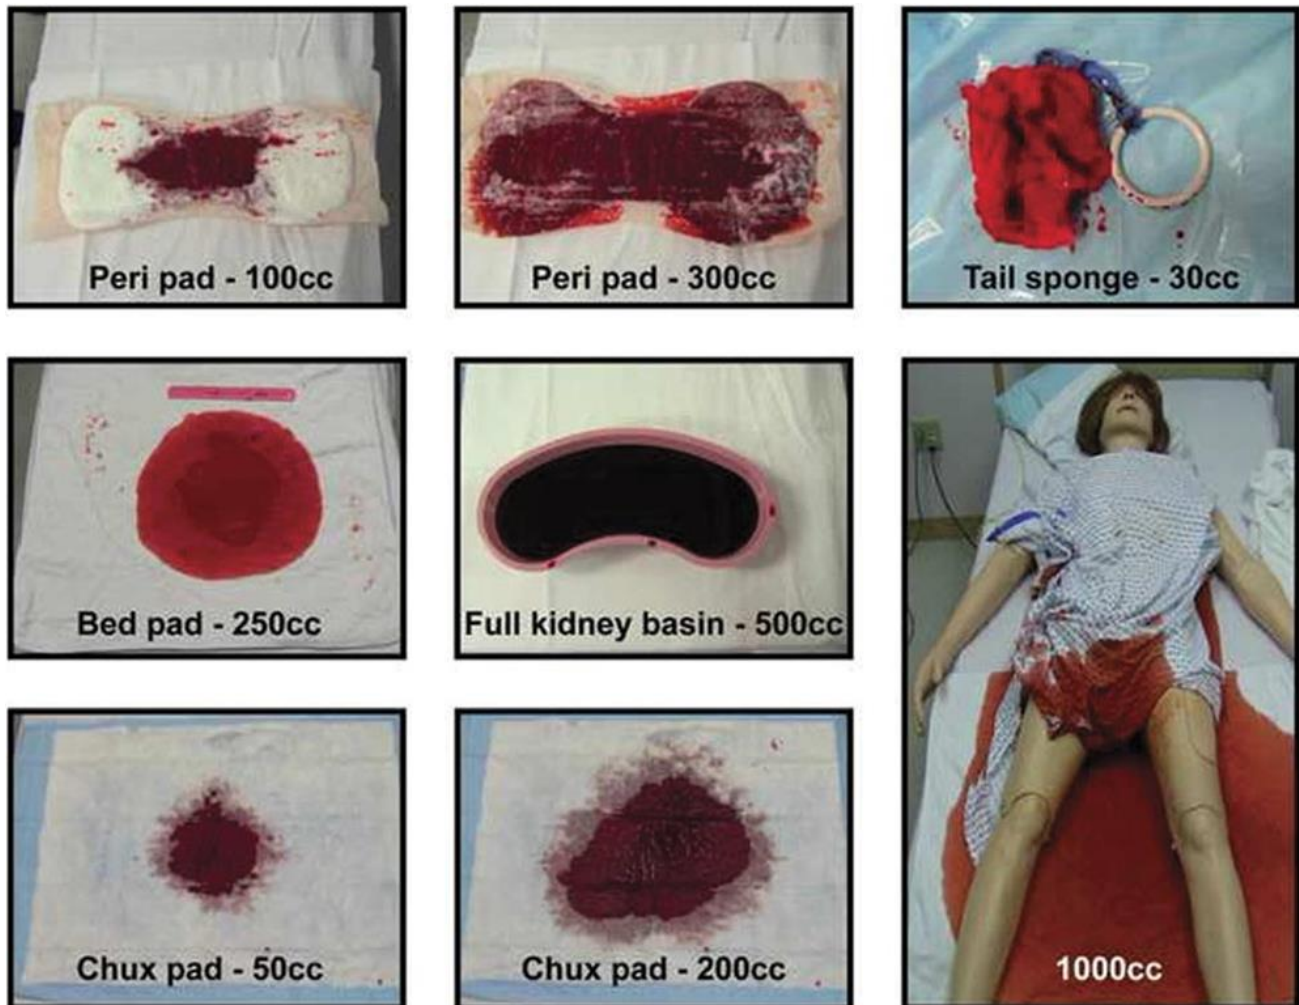 Peri pad - 100cc
Peri pad - 300cc
Tail sponge - 30cc
Bed pad - 250cc
Full kidney basin - 500cc
Chux pad - 50cc
Chux pad - 200cc
1000cc